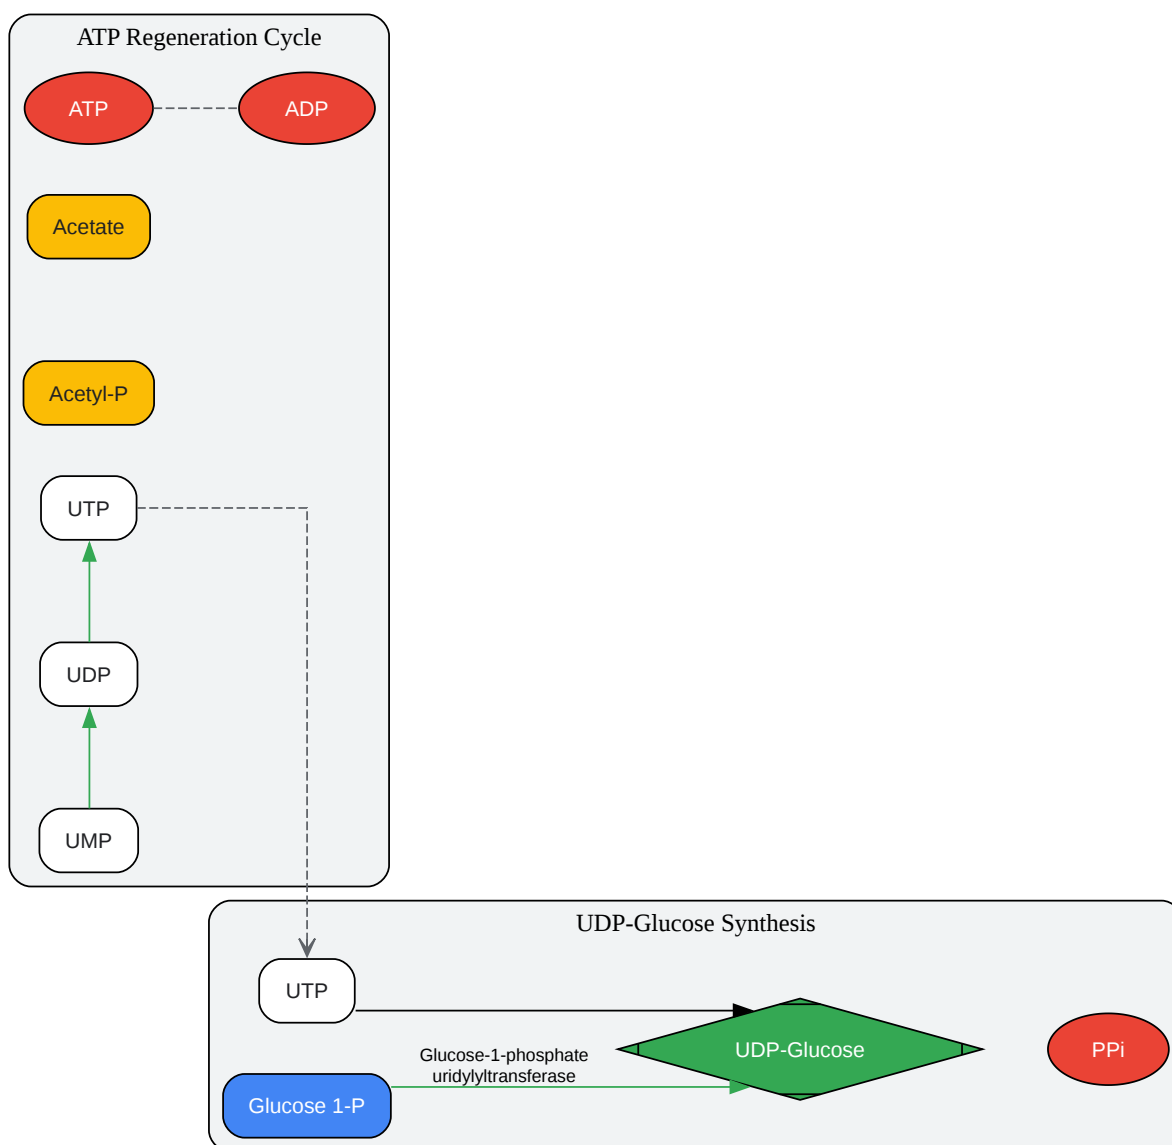 ATP Regeneration Cycle
ATP
ADP
Acetate
Acetyl-P
UTP
UDP
UMP
UDP-Glucose Synthesis
UTP
Glucose-1-phosphate
uridylyltransferase
UDP-Glucose
PPi
Glucose 1-P